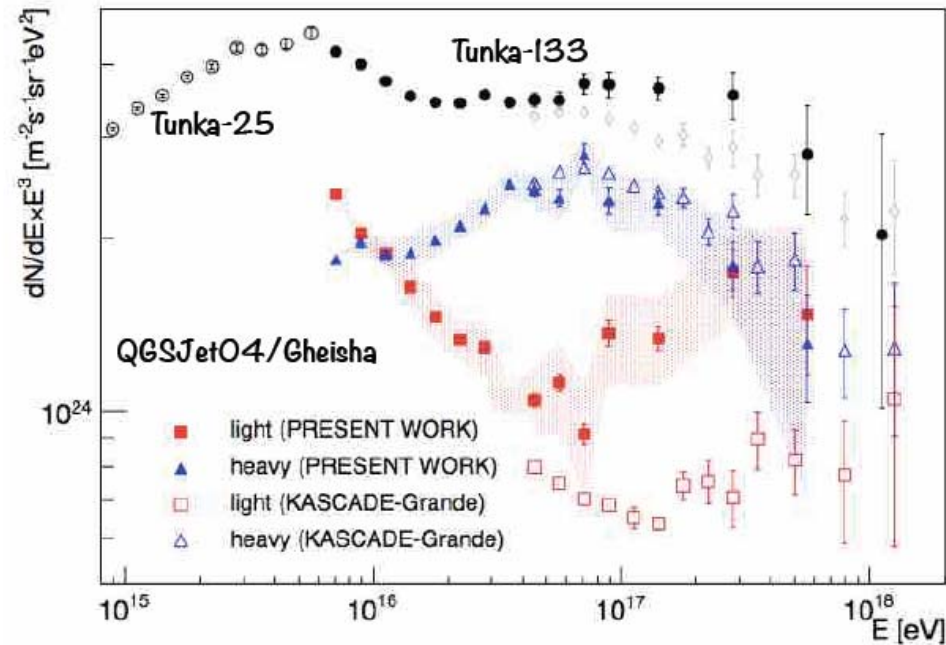 dN/dE×E³ [m⁻²s⁻¹sr⁻¹eV²]
Tunka-133
Tunka-25
QGSJet04/Gheisha
10²⁴
light (PRESENT WORK)
heavy (PRESENT WORK)
light (KASCADE-Grande)
heavy (KASCADE-Grande)
10¹⁵ 10¹⁶ 10¹⁷ 10¹⁸
E [eV]